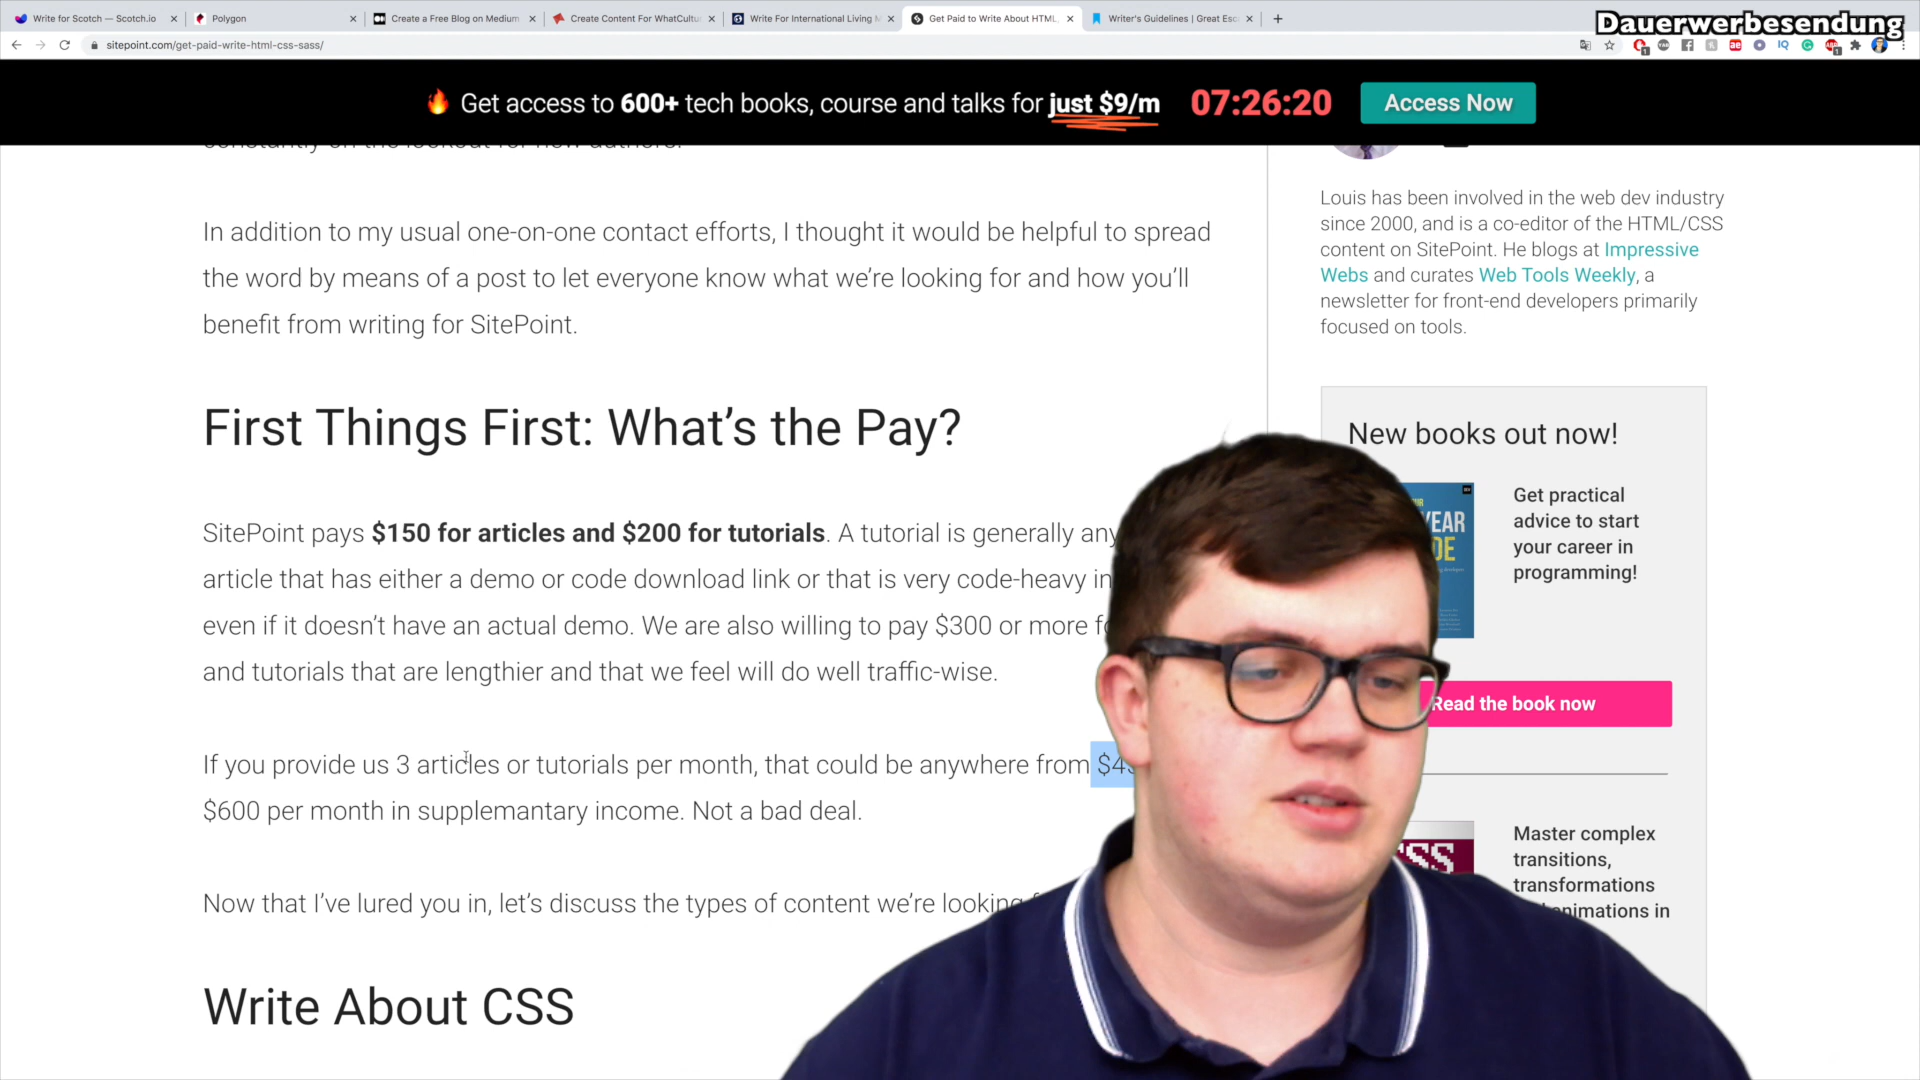 Write for Scotch — Scotch.io
Polygon
Create a Free Blog on Medium
Create Content For WhatCultu
Write For International Living M
Get Paid to Write About HTML,
Writer's Guidelines | Great Esc
Dauerwerbesendung
sitepoint.com/get-paid-write-html-css-sass/
🔥 Get access to 600+ tech books, course and talks for just $9/m
07:26:20
Access Now
constantly on the lookout for new authors.
In addition to my usual one-on-one contact efforts, I thought it would be helpful to spread
the word by means of a post to let everyone know what we're looking for and how you'll
benefit from writing for SitePoint.
First Things First: What's the Pay?
SitePoint pays $150 for articles and $200 for tutorials. A tutorial is generally any
article that has either a demo or code download link or that is very code-heavy in
even if it doesn't have an actual demo. We are also willing to pay $300 or more
and tutorials that are lengthier and that we feel will do well traffic-wise.
If you provide us 3 articles or tutorials per month, that could be anywhere from
$600 per month in supplemantary income. Not a bad deal.
Now that I've lured you in, let's discuss the types of content we're looking
Write About CSS
Louis has been involved in the web dev industry
since 2000, and is a co-editor of the HTML/CSS
content on SitePoint. He blogs at Impressive
Webs and curates Web Tools Weekly, a
newsletter for front-end developers primarily
focused on tools.
New books out now!
Get practical
advice to start
your career in
programming!
Read the book now
Master complex
transitions,
transformations
animations in